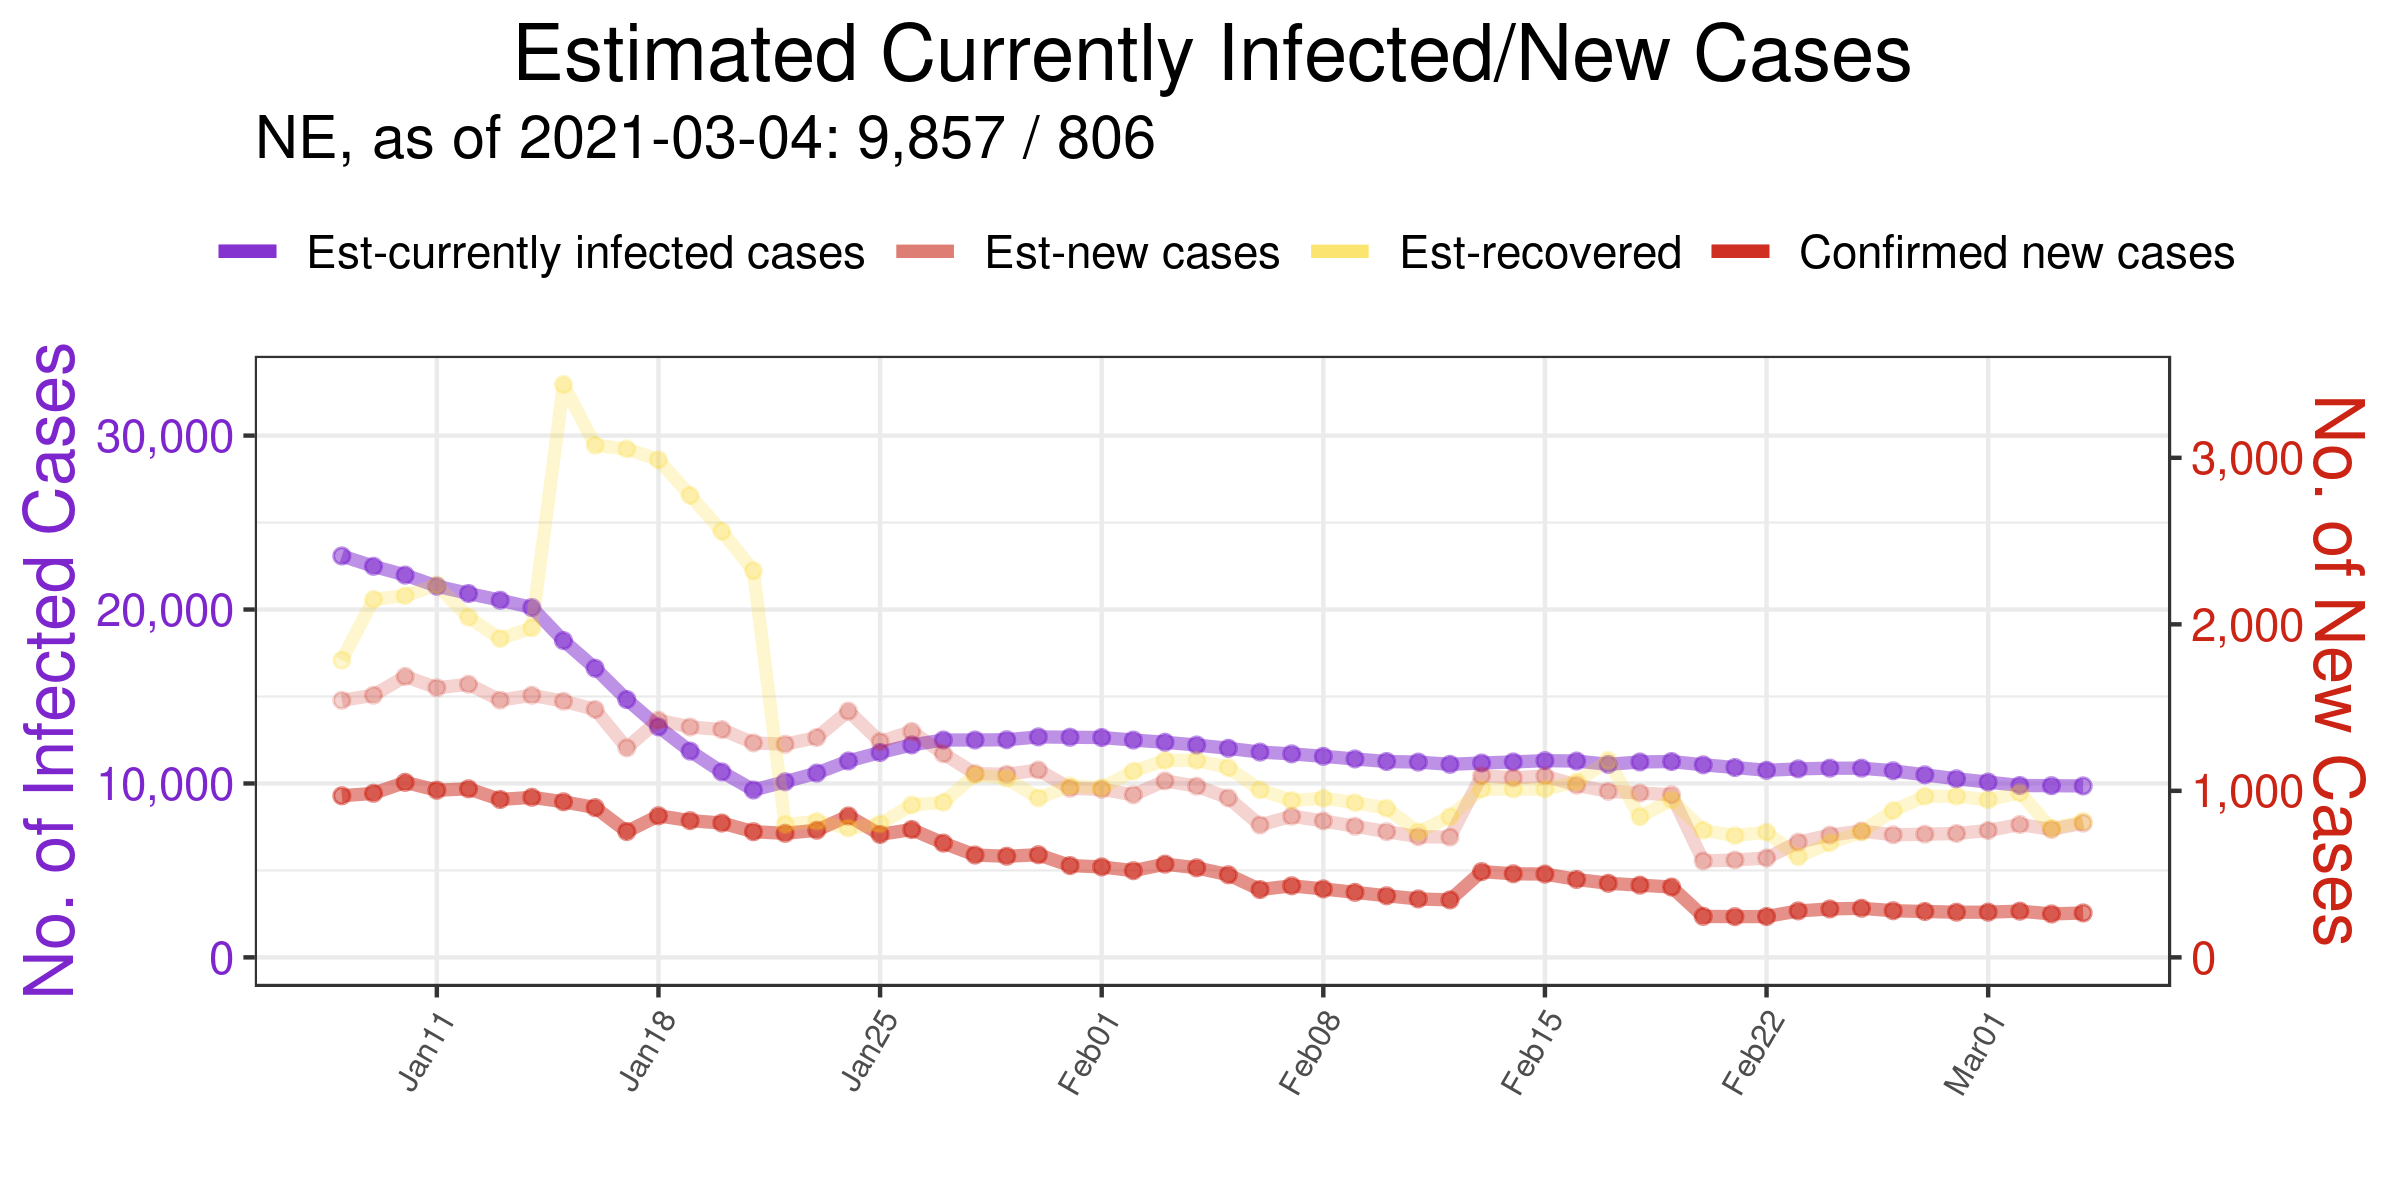 Estimated Currently Infected/New Cases
NE, as of 2021-03-04: 9,857 / 806
Est-currently infected cases Est-new cases Est-recovered Confirmed new cases
No. of Infected Cases
30,000
20,000
10,000
0
3,000
2,000
1,000
0
No. of New Cases
Jan11 Jan18 Jan25 Feb01 Feb08 Feb15 Feb22 Mar01